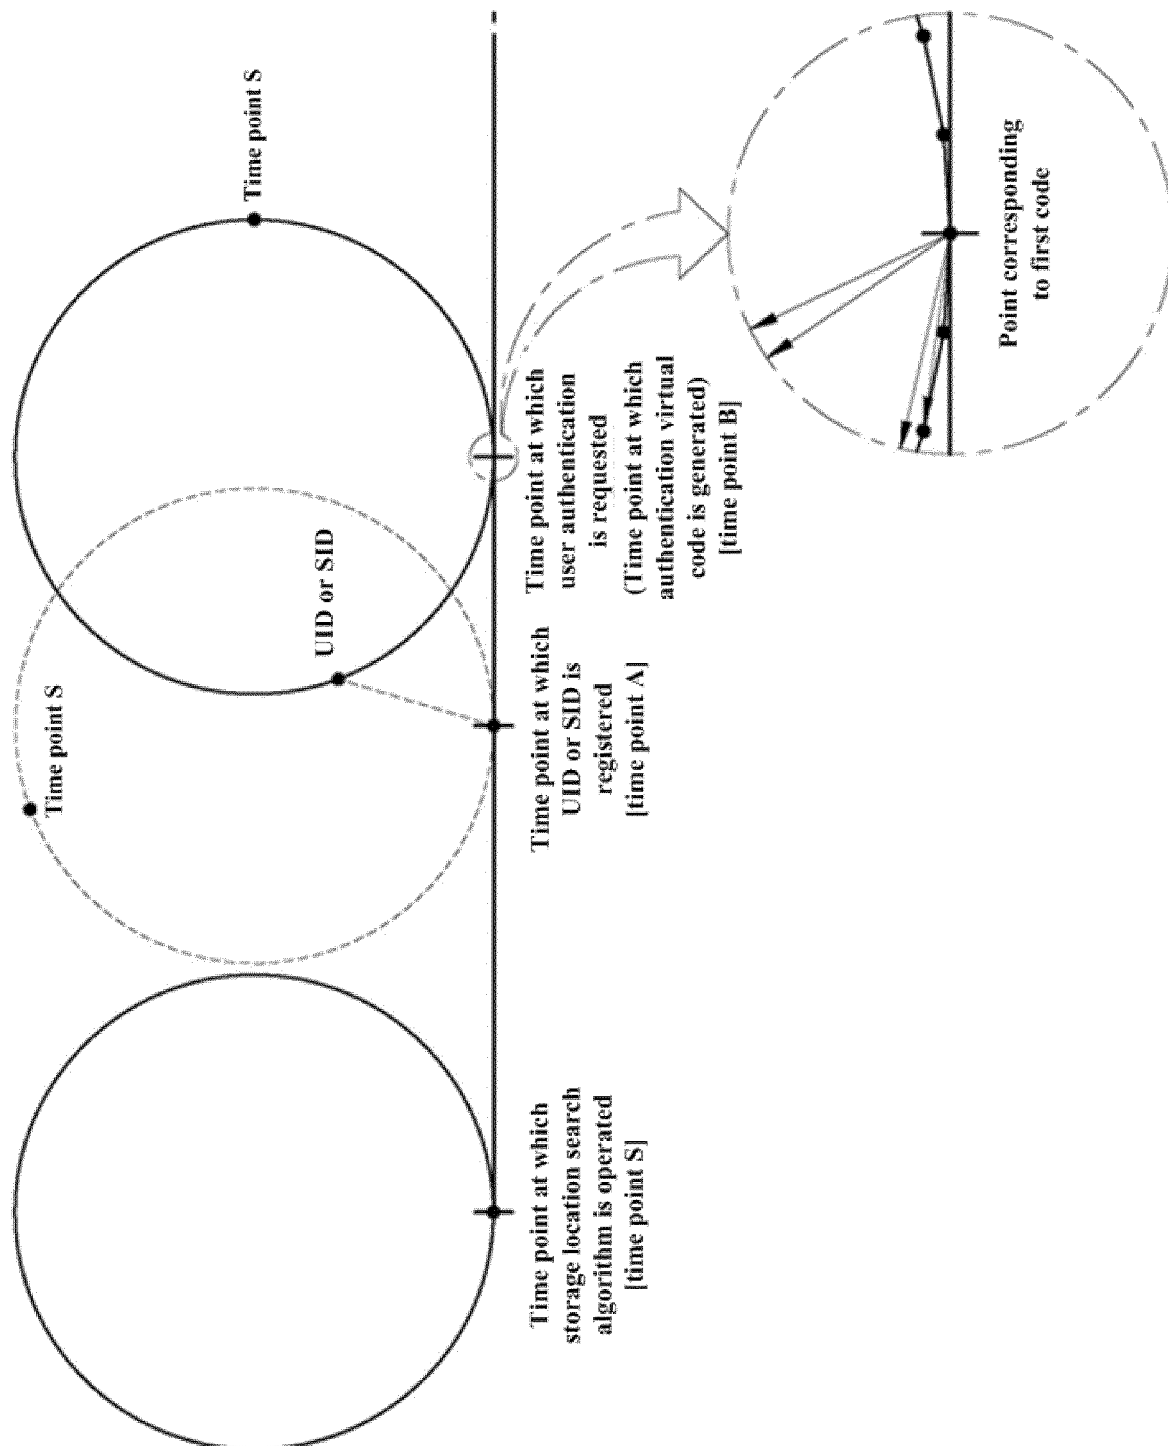 Time point S
Time point S
UID or SID
Time point at which
storage location search
algorithm is operated
[time point S]
Time point at which
UID or SID is
registered
[time point A]
Time point at which
user authentication
is requested
(Time point at which
authentication virtual
code is generated)
[time point B]
Point corresponding
to first code